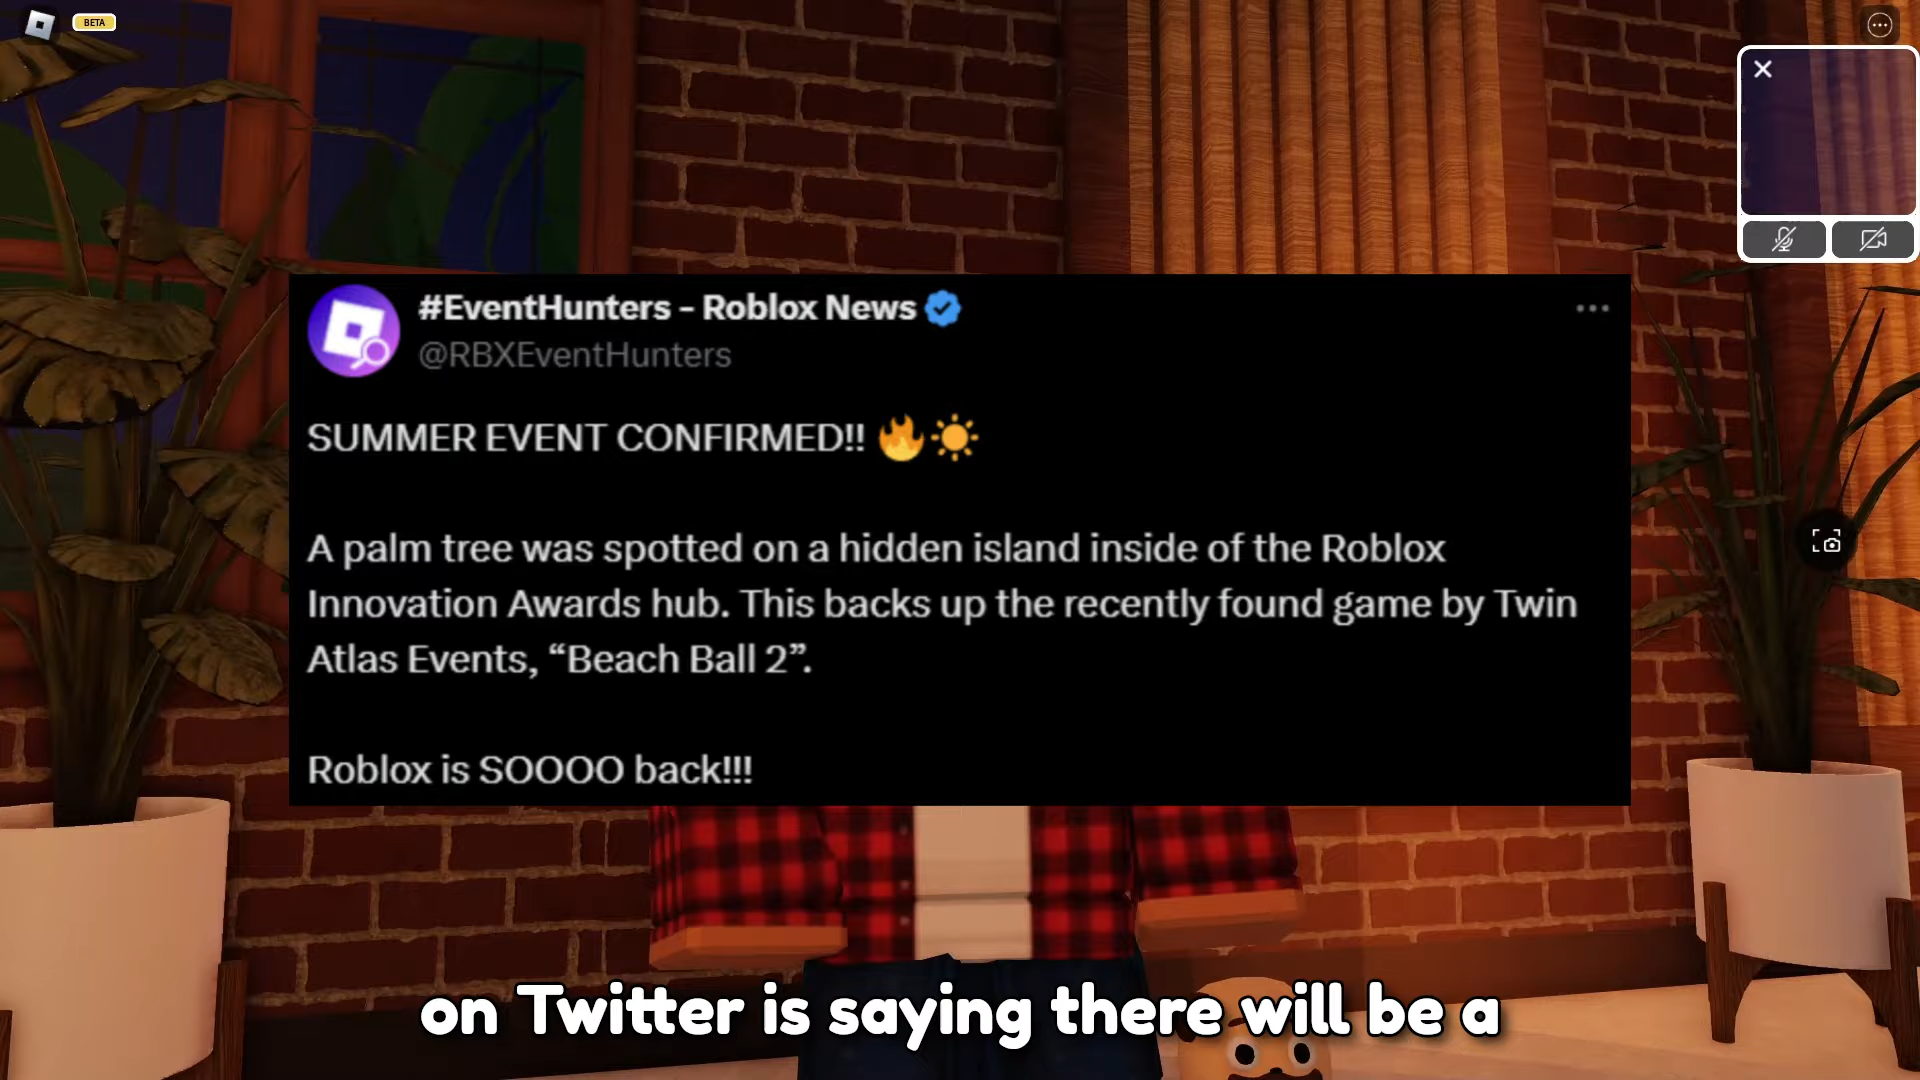 BETA
#EventHunters - Roblox News
@RBXEventHunters
SUMMER EVENT CONFIRMED!! 🔥☀️
A palm tree was spotted on a hidden island inside of the Roblox
Innovation Awards hub. This backs up the recently found game by Twin
Atlas Events, “Beach Ball 2”.
Roblox is SOOOO back!!!
on Twitter is saying there will be a